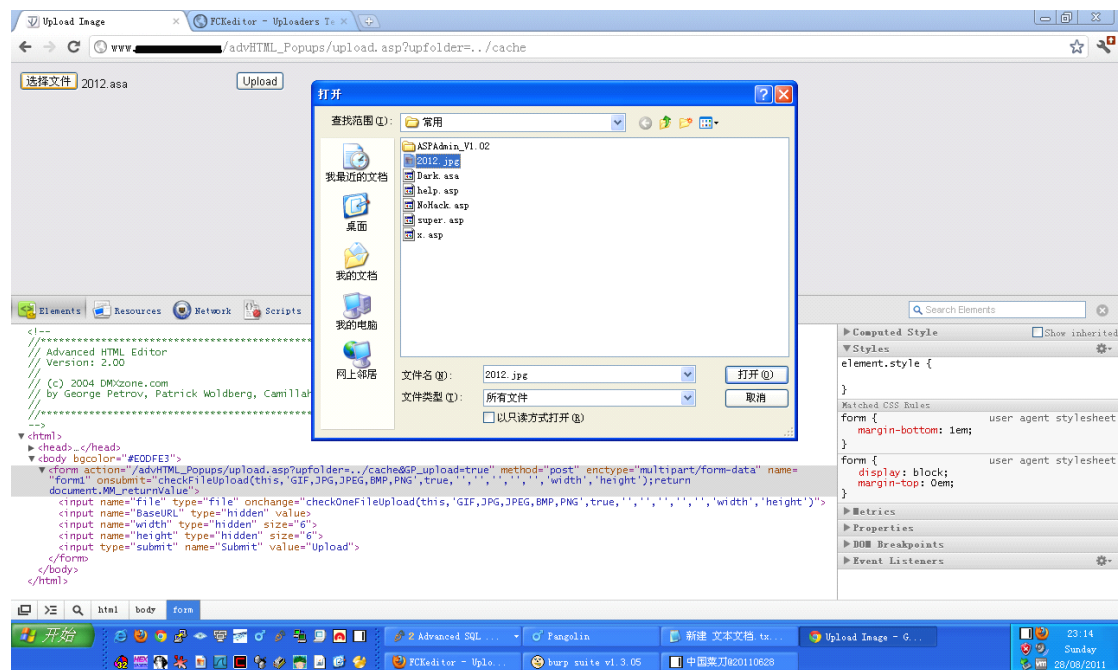 Upload Image
FCKeditor - Uploaders Te
www. /advHTML_Popups/upload.asp?upfolder=../cache
选择文件 2012.asa Upload
打开
查找范围(I): 常用
我最近的文档
桌面
我的文档
我的电脑
网上邻居
ASPAdmin_V1.02
2012.jpg
Dark.asa
help.asp
NoHack.asp
super.asp
x.asp
文件名(N): 2012.jpg 打开(O)
文件类型(T): 所有文件 取消
以只读方式打开(R)
Elements Resources Network Scripts Search Elements
<!--
//************************************************
// Advanced HTML Editor
// Version: 2.00
//
// (c) 2004 DMXzone.com
// by George Petrov, Patrick Woldberg, Camillah
//
//************************************************
-->
▼<html>
▶<head>…</head>
▼<body bgcolor="#E0DFE3">
▼<form action="/advHTML_Popups/upload.asp?upfolder=../cache&GP_upload=true" method="post" enctype="multipart/form-data" name=
"form1" onsubmit="checkFileUpload(this,'GIF,JPG,JPEG,BMP,PNG',true,'','','','','','width','height');return
document.MM_returnValue">
<input name="file" type="file" onchange="checkOneFileUpload(this,'GIF,JPG,JPEG,BMP,PNG',true,'','','','','','width','height')">
<input name="BaseURL" type="hidden" value>
<input name="width" type="hidden" size="6">
<input name="height" type="hidden" size="6">
<input type="submit" name="Submit" value="Upload">
</form>
</body>
</html>
▶Computed Style Show inherited
▼Styles
element.style {
}
Matched CSS Rules
form { user agent stylesheet
margin-bottom: 1em;
}
form { user agent stylesheet
display: block;
margin-top: 0em;
}
▶Metrics
▶Properties
▶DOM Breakpoints
▶Event Listeners
html body form
开始 2 Advanced SQL ... Pangolin 新建 文本文档.tx... Upload Image - G... 23:14
Sunday
FCKeditor - Uplo... burp suite v1.3.05 中国菜刀@20110628 28/08/2011